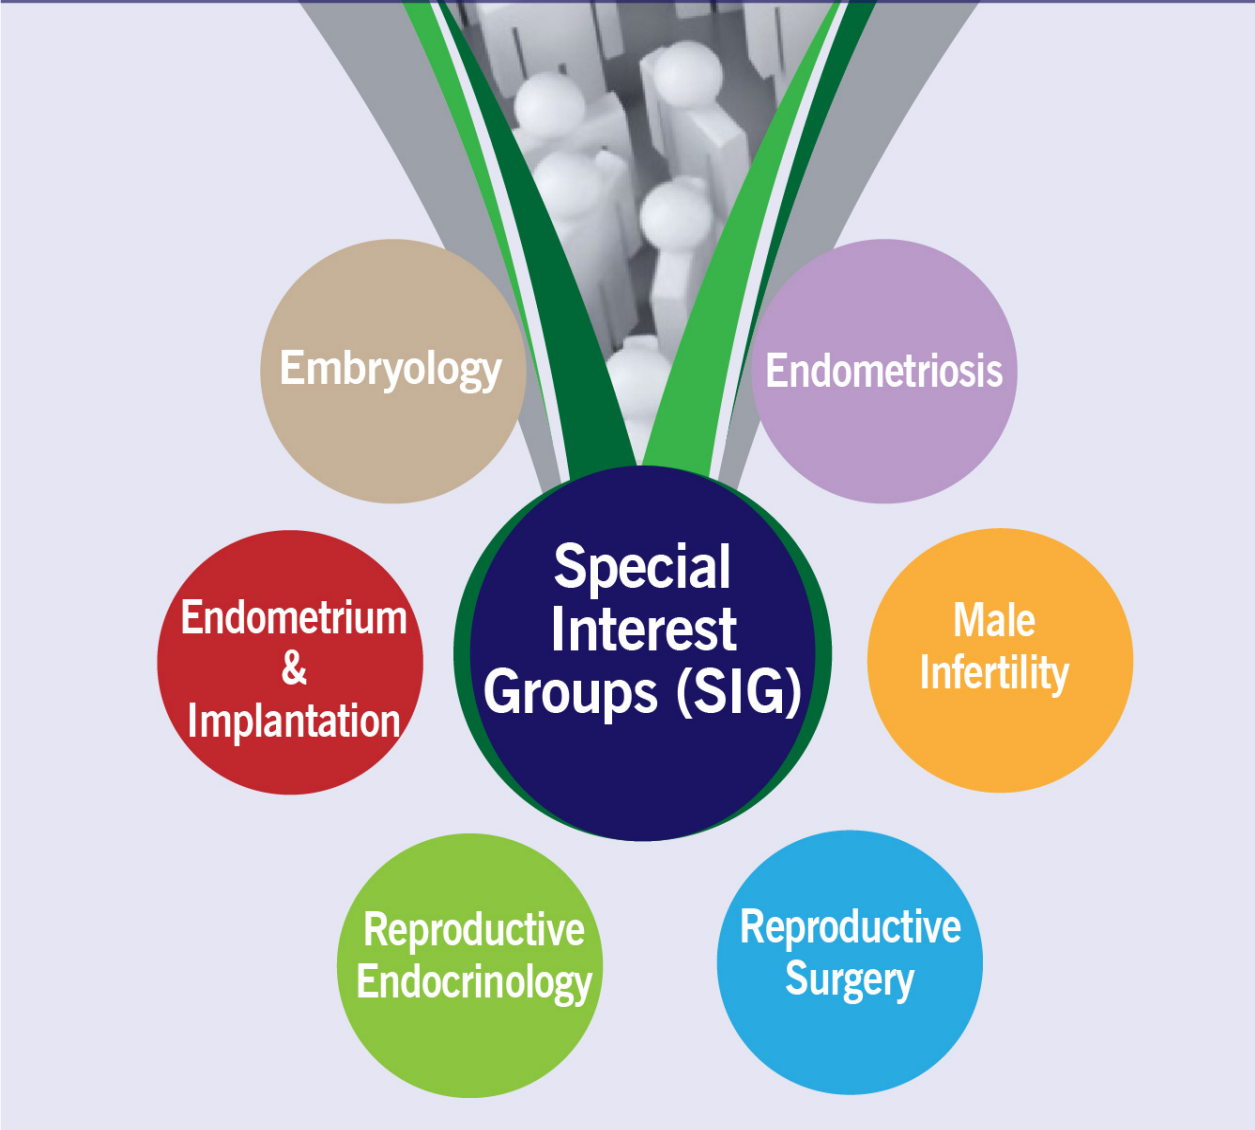 Embryology
Endometriosis
Special
Interest
Groups (SIG)
Endometrium
&
Implantation
Male
Infertility
Reproductive
Endocrinology
Reproductive
Surgery